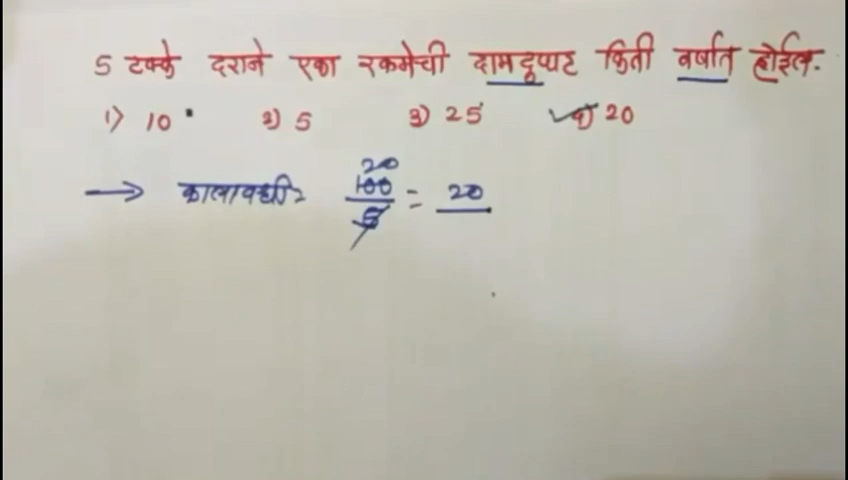 5 टक्के दराने एका रकमेची दामदुप्पट किती वर्षात होईल.
1) 10 2) 5 3) 25 4) 20
→ कालावधी = 100/5 = 20
20